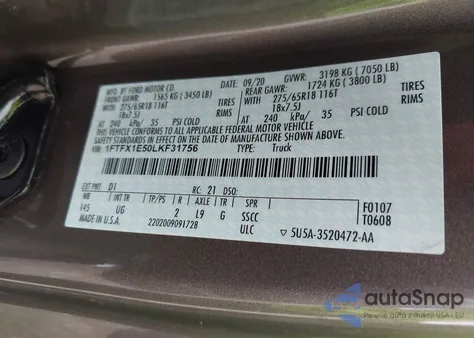 MFD. BY FORD MOTOR CO.
DATE: 09/20 GVWR: 3198 KG (7050 LB)
FRONT GAWR: 1565 KG (3450 LB) REAR GAWR: 1724 KG (3800 LB)
WITH 275/65R18 116T TIRES WITH 275/65R18 116T TIRES
18x7.5J RIMS 18x7.5J RIMS
AT 240 kPa/ 35 PSI COLD AT 240 kPa/ 35 PSI COLD
THIS VEHICLE CONFORMS TO ALL APPLICABLE FEDERAL MOTOR VEHICLE
SAFETY STANDARDS IN EFFECT ON THE DATE OF MANUFACTURE SHOWN ABOVE.
VIN: 1FTFX1E50LKF31756 TYPE: Truck
EXT PNT: D1 RC: 21 DSO:
WB INT TR TP/PS R AXLE TR SPR F0107
145 UG 2 L9 G SSCC T0608
MADE IN U.S.A. 2202009091728 ULC ▽ 5U5A-3520472-AA
autoSnap